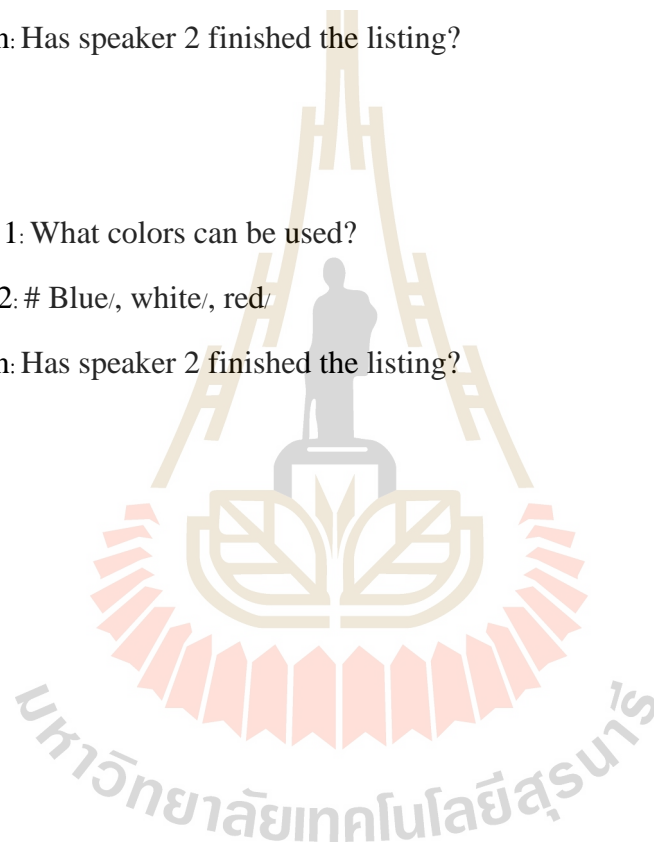 n: Has speaker 2 finished the listing?
1: What colors can be used?
2: # Blue/, white/, red/
n: Has speaker 2 finished the listing?
มหาวิทยาลัยเทคโนโลยีสุรนารี